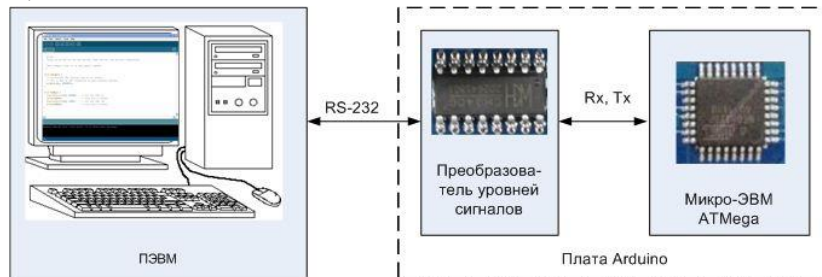 RS-232
Rx, Tx
Преобразова-
тель уровней
сигналов
Микро-ЭВМ
ATMega
ПЭВМ
Плата Arduino